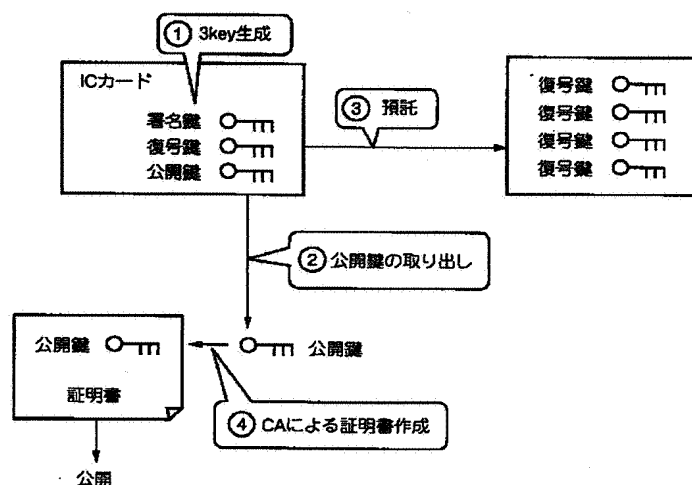 ① 3key生成
ICカード
署名鍵
復号鍵
公開鍵
③ 預託
復号鍵
復号鍵
復号鍵
復号鍵
② 公開鍵の取り出し
公開鍵
証明書
公開鍵
④ CAによる証明書作成
公開